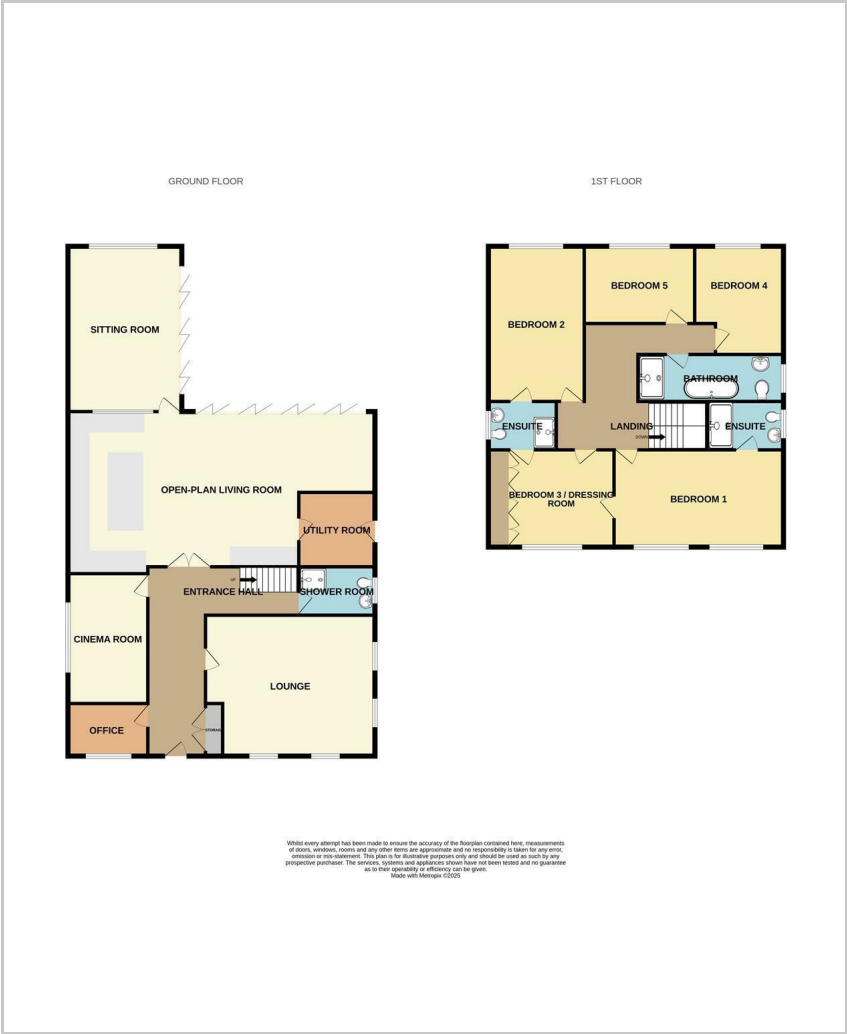 GROUND FLOOR
1ST FLOOR
SITTING ROOM
OPEN-PLAN LIVING ROOM
UTILITY ROOM
UP
ENTRANCE HALL
SHOWER ROOM
CINEMA ROOM
LOUNGE
OFFICE
STORAGE
BEDROOM 5
BEDROOM 4
BEDROOM 2
BATHROOM
ENSUITE
LANDING
ENSUITE
DOWN
BEDROOM 3 / DRESSING
ROOM
BEDROOM 1
Whilst every attempt has been made to ensure the accuracy of the floorplan contained here, measurements
of doors, windows, rooms and any other items are approximate and no responsibility is taken for any error,
omission or mis-statement. This plan is for illustrative purposes only and should be used as such by any
prospective purchaser. The services, systems and appliances shown have not been tested and no guarantee
as to their operability or efficiency can be given.
Made with Metropix ©2025